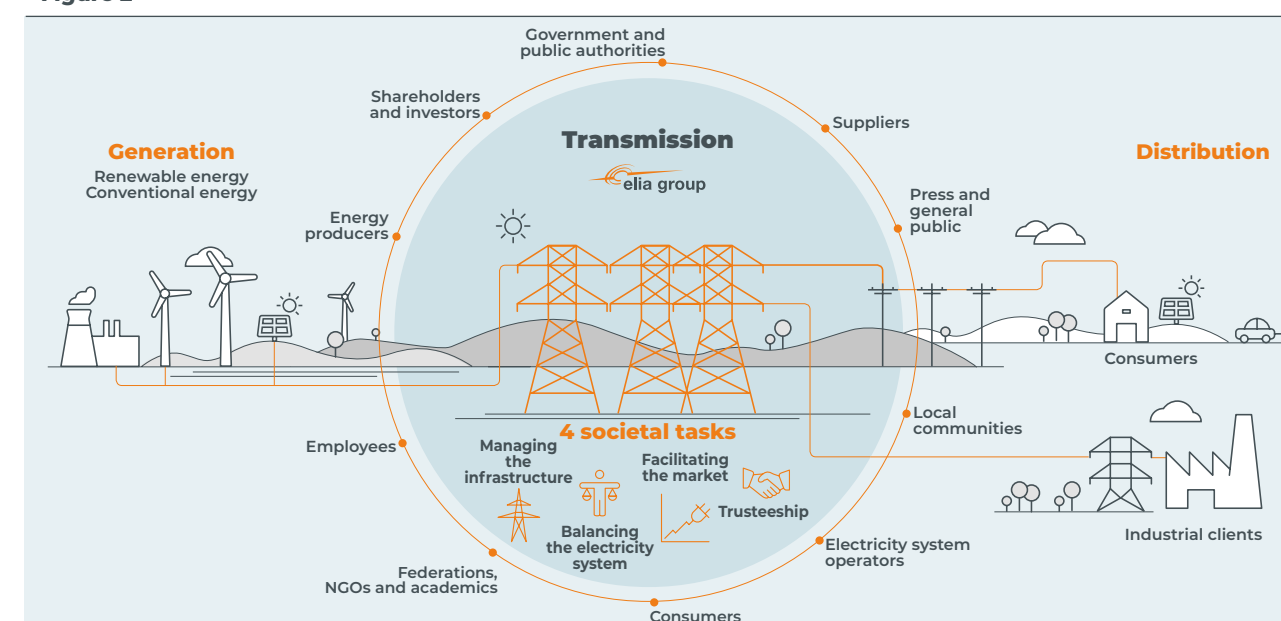 Figure 2
Government and
public authorities
Shareholders
and investors
Suppliers
Transmission
elia group
Generation
Renewable energy
Conventional energy
Distribution
Energy
producers
Press and
general
public
Consumers
Employees
Local
communities
4 societal tasks
Managing
the
infrastructure
Facilitating
the market
Balancing
the electricity
system
Trusteeship
Industrial clients
Electricity system
operators
Federations,
NGOs and academics
Consumers